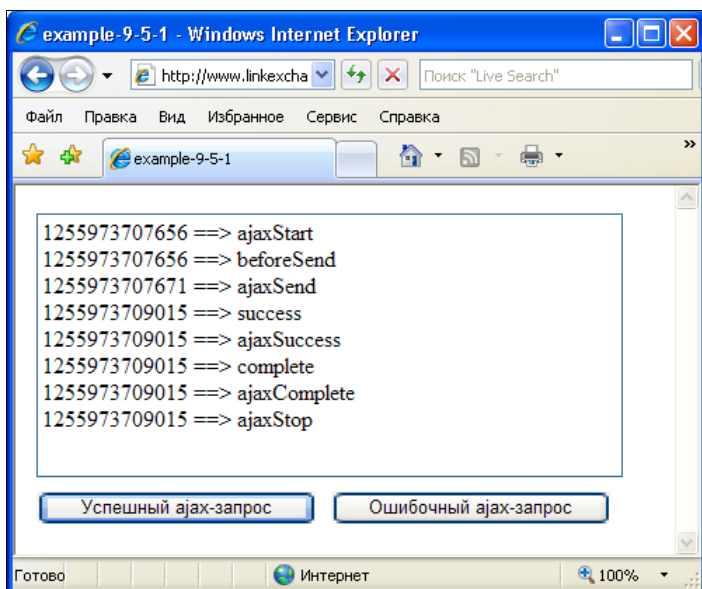 example-9-5-1 - Windows Internet Explorer
http://www.linkexcha
Поиск "Live Search"
Файл Правка Вид Избранное Сервис Справка
example-9-5-1
»
1255973707656 ==> ajaxStart
1255973707656 ==> beforeSend
1255973707671 ==> ajaxSend
1255973709015 ==> success
1255973709015 ==> ajaxSuccess
1255973709015 ==> complete
1255973709015 ==> ajaxComplete
1255973709015 ==> ajaxStop
Успешный ajax-запрос Ошибочный ajax-запрос
Готово Интернет 100%